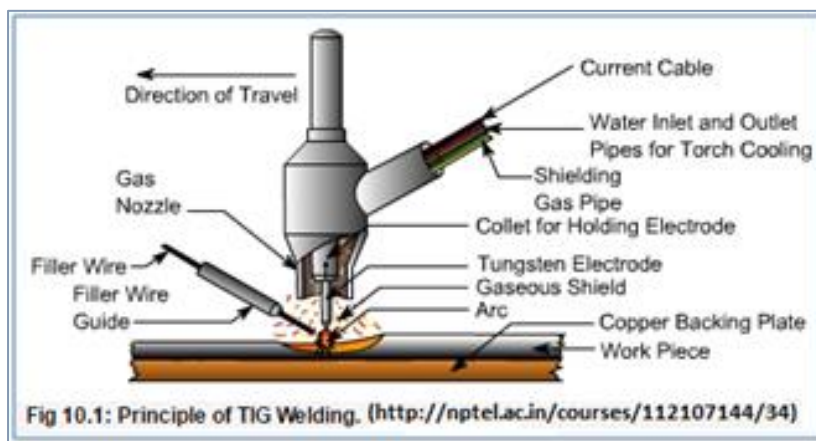 Direction of Travel
Current Cable
Water Inlet and Outlet
Pipes for Torch Cooling
Shielding
Gas Pipe
Gas
Nozzle
Collet for Holding Electrode
Filler Wire
Tungsten Electrode
Filler Wire
Guide
Gaseous Shield
Arc
Copper Backing Plate
Work Piece
Fig 10.1: Principle of TIG Welding. (http://nptel.ac.in/courses/112107144/34)